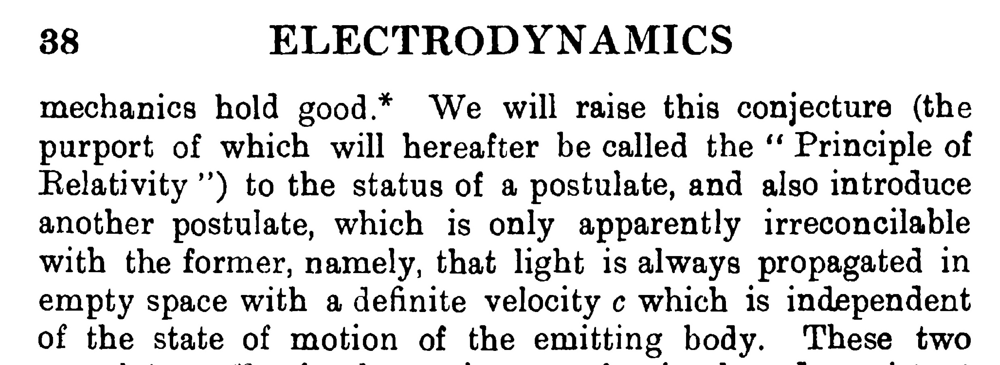 38 ELECTRODYNAMICS
mechanics hold good.* We will raise this conjecture (the
purport of which will hereafter be called the “ Principle of
Relativity ”) to the status of a postulate, and also introduce
another postulate, which is only apparently irreconcilable
with the former, namely, that light is always propagated in
empty space with a definite velocity c which is independent
of the state of motion of the emitting body. These two